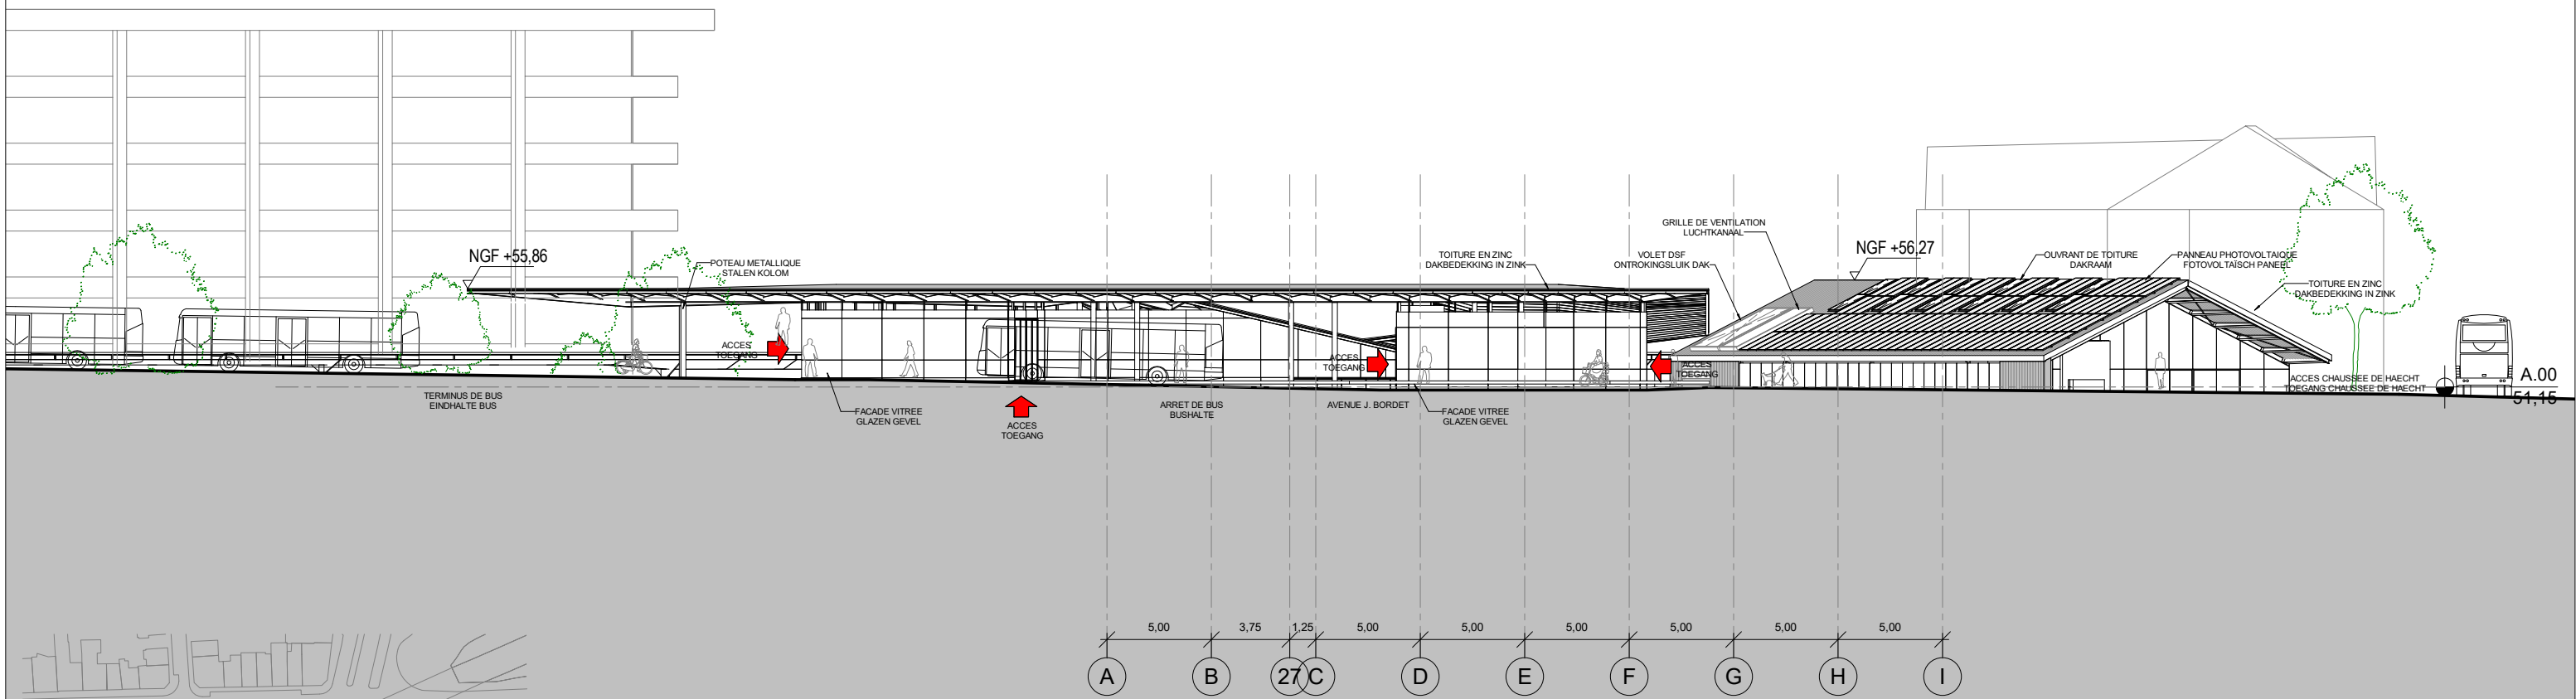 NGF +55,86
POTEAU METALLIQUE
STALEN KOLOM
TOITURE EN ZINC
DAKBEDEKKING IN ZINK
GRILLE DE VENTILATION
LUCHTKANAAL
VOLET DSF
ONTROKINGSLUIK DAK
NGF +56,27
OUVRANT DE TOITURE
DAKRAAM
PANNEAU PHOTOVOLTAIQUE
FOTOVOLTAÏSCH PANEEL
TOITURE EN ZINC
DAKBEDEKKING IN ZINK
ACCES
TOEGANG
ACCES
TOEGANG
ACCES
TOEGANG
ACCES CHAUSSEE DE HAECHT
TOEGANG CHAUSSEE DE HAECHT
A.00
51,15
TERMINUS DE BUS
EINDHALTE BUS
FACADE VITREE
GLAZEN GEVEL
ACCES
TOEGANG
ARRET DE BUS
BUSHALTE
AVENUE J. BORDET
FACADE VITREE
GLAZEN GEVEL
5,00 3,75 1,25 5,00 5,00 5,00 5,00 5,00 5,00
A B 27 C D E F G H I